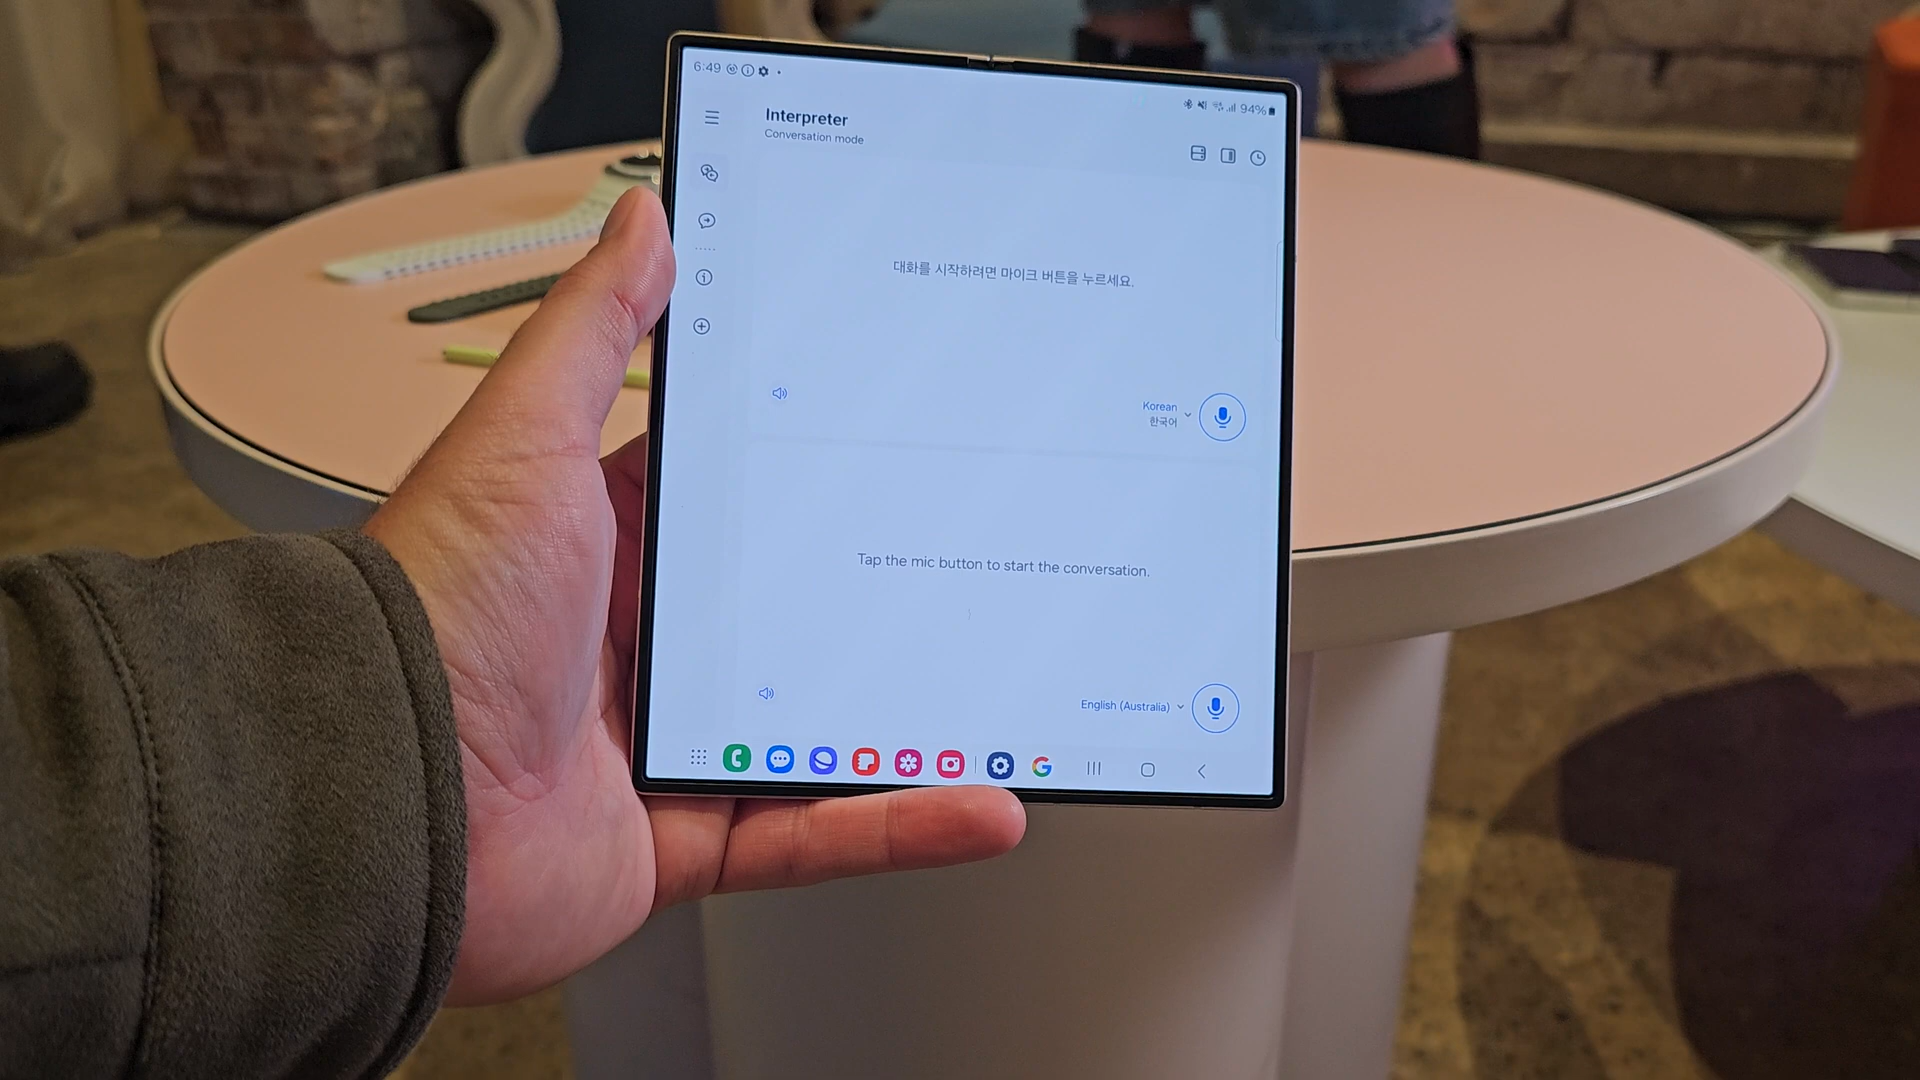 6:49
94%
Interpreter
Conversation mode
대화를 시작하려면 마이크 버튼을 누르세요.
Korean
한국어
Tap the mic button to start the conversation.
English (Australia)